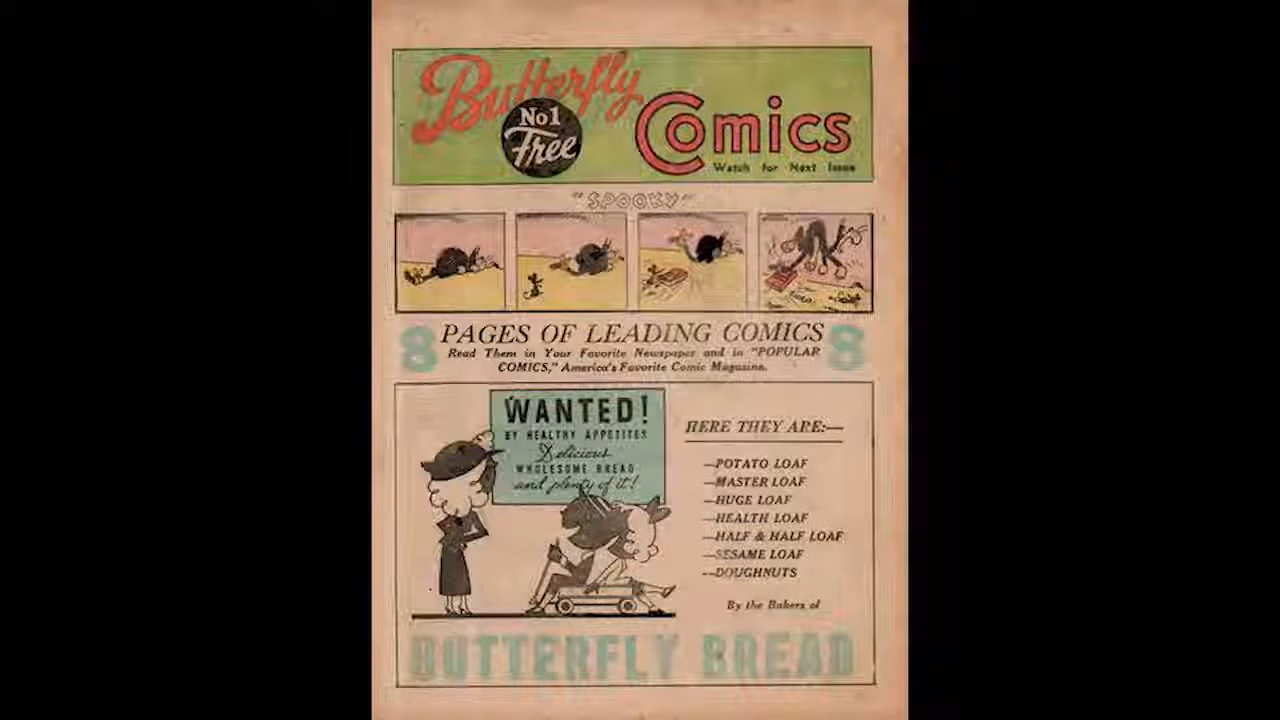 Butterfly
No1
Free
Comics
Watch for Next Issue
"SPOOKY"
8 PAGES OF LEADING COMICS 8
Read Them in Your Favorite Newspaper and in "POPULAR
COMICS," America's Favorite Comic Magazine.
WANTED!
BY HEALTHY APPETITES
Delicious
WHOLESOME BREAD
and plenty of it!
HERE THEY ARE:—
—POTATO LOAF
—MASTER LOAF
—HUGE LOAF
—HEALTH LOAF
—HALF & HALF LOAF
—SESAME LOAF
—DOUGHNUTS
By the Bakers of
BUTTERFLY BREAD